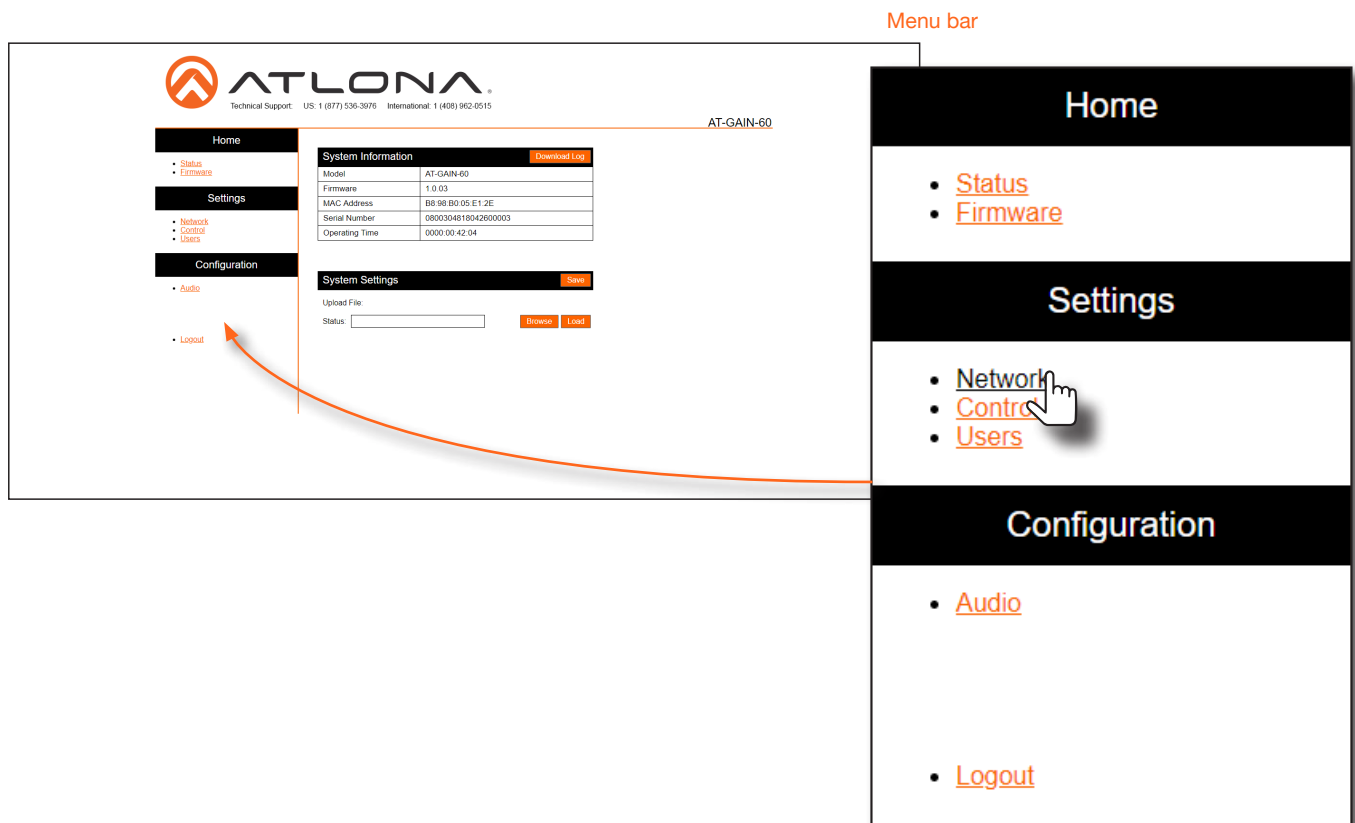 Menu bar
ATLONA.
Technical Support: US: 1 (877) 536-3976 International: 1 (408) 962-0515
AT-GAIN-60
Home
Status
Firmware
Settings
Network
Control
Users
Configuration
Audio
Logout
System Information Download Log
Model AT-GAIN-60
Firmware 1.0.03
MAC Address B8:98:B0:05:E1:2E
Serial Number 0800304818042600003
Operating Time 0000:00:42:04
System Settings Save
Upload File:
Status: Browse Load
Home
Status
Firmware
Settings
Network
Control
Users
Configuration
Audio
Logout